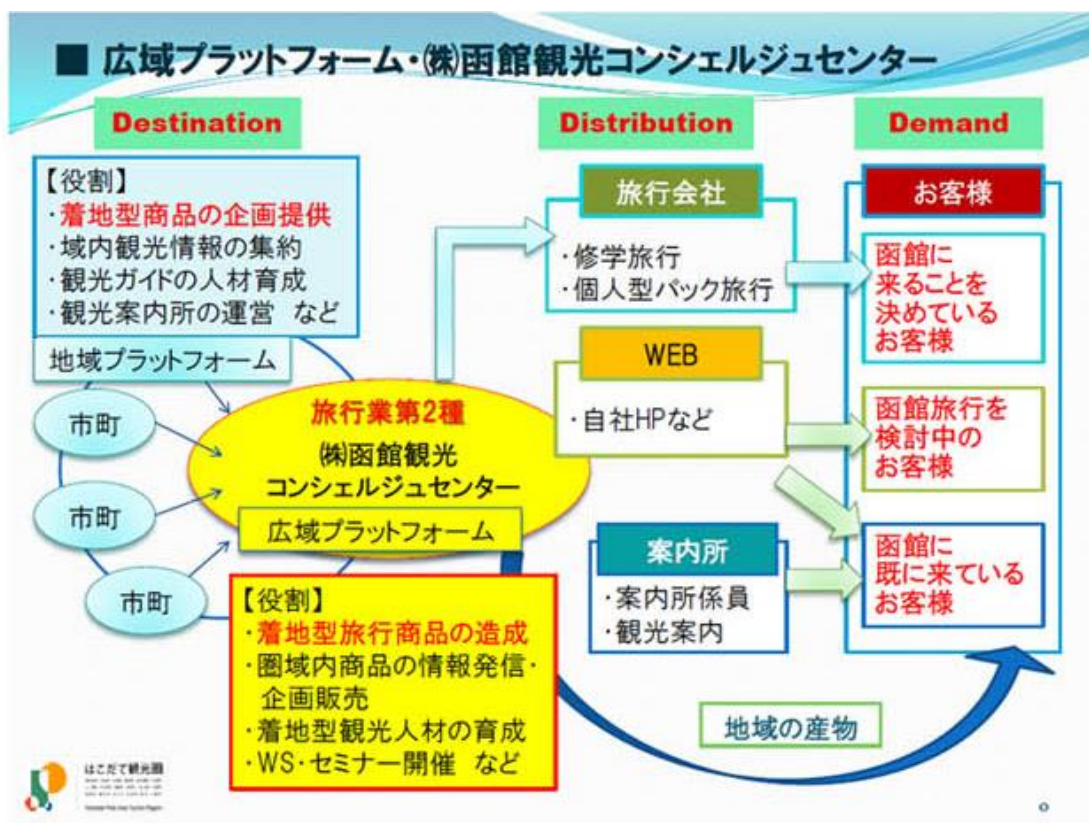 ■ 広域プラットフォーム・㈱函館観光コンシェルジュセンター
Destination
【役割】
・着地型商品の企画提供
・域内観光情報の集約
・観光ガイドの人材育成
・観光案内所の運営 など
地域プラットフォーム
市町
市町
市町
旅行業第2種
㈱函館観光
コンシェルジュセンター
広域プラットフォーム
【役割】
・着地型旅行商品の造成
・圏域内商品の情報発信・
企画販売
・着地型観光人材の育成
・WS・セミナー開催 など
Distribution
旅行会社
・修学旅行
・個人型パック旅行
WEB
・自社HPなど
案内所
・案内所係員
・観光案内
Demand
お客様
函館に
来ることを
決めている
お客様
函館旅行を
検討中の
お客様
函館に
既に来ている
お客様
地域の産物
はこだて観光圏